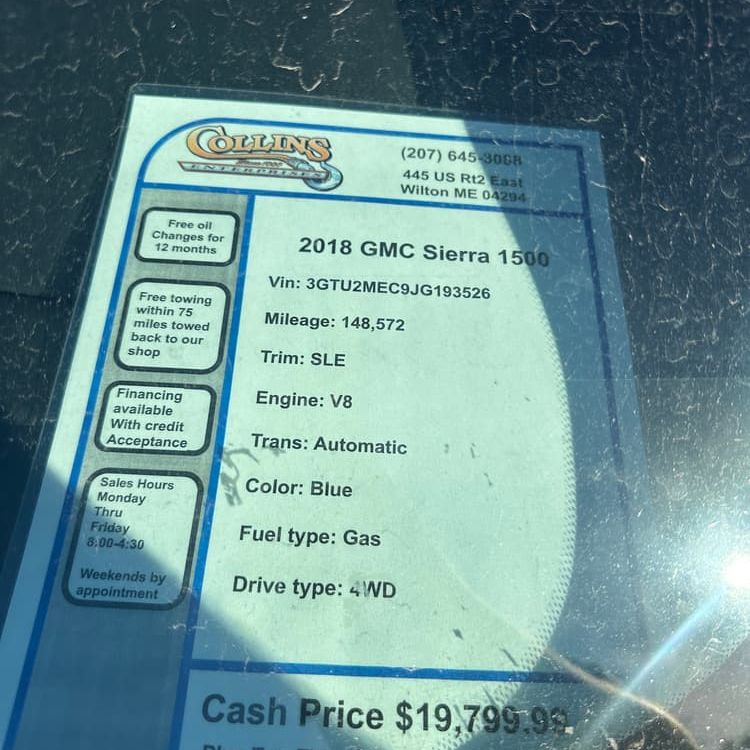 COLLINS
ENTERPRISES
(207) 645-3068
445 US Rt2 East
Wilton ME 04294
Free oil
Changes for
12 months
Free towing
within 75
miles towed
back to our
shop
Financing
available
With credit
Acceptance
Sales Hours
Monday
Thru
Friday
8:00-4:30
Weekends by
appointment
2018 GMC Sierra 1500
Vin: 3GTU2MEC9JG193526
Mileage: 148,572
Trim: SLE
Engine: V8
Trans: Automatic
Color: Blue
Fuel type: Gas
Drive type: 4WD
Cash Price $19,799.99